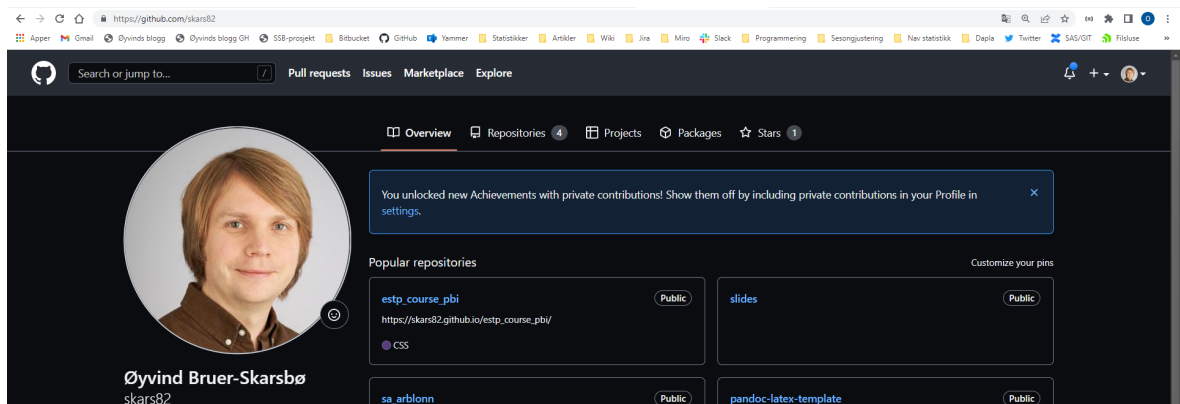 https://github.com/skars82
Apper Gmail Øyvinds blogg Øyvinds blogg GH SSB-prosjekt Bitbucket GitHub Yammer Statistikker Artikler Wiki Jira Miro Slack Programmering Sesongjustering Nav statistikk Dapla Twitter SAS/GIT Filsluse »
Search or jump to... / Pull requests Issues Marketplace Explore
Overview Repositories 4 Projects Packages Stars 1
You unlocked new Achievements with private contributions! Show them off by including private contributions in your Profile in
settings.
Popular repositories Customize your pins
estp_course_pbi Public
https://skars82.github.io/estp_course_pbi/
CSS
slides Public
Øyvind Bruer-Skarsbø
skars82
sa_arblonn Public
pandoc-latex-template Public